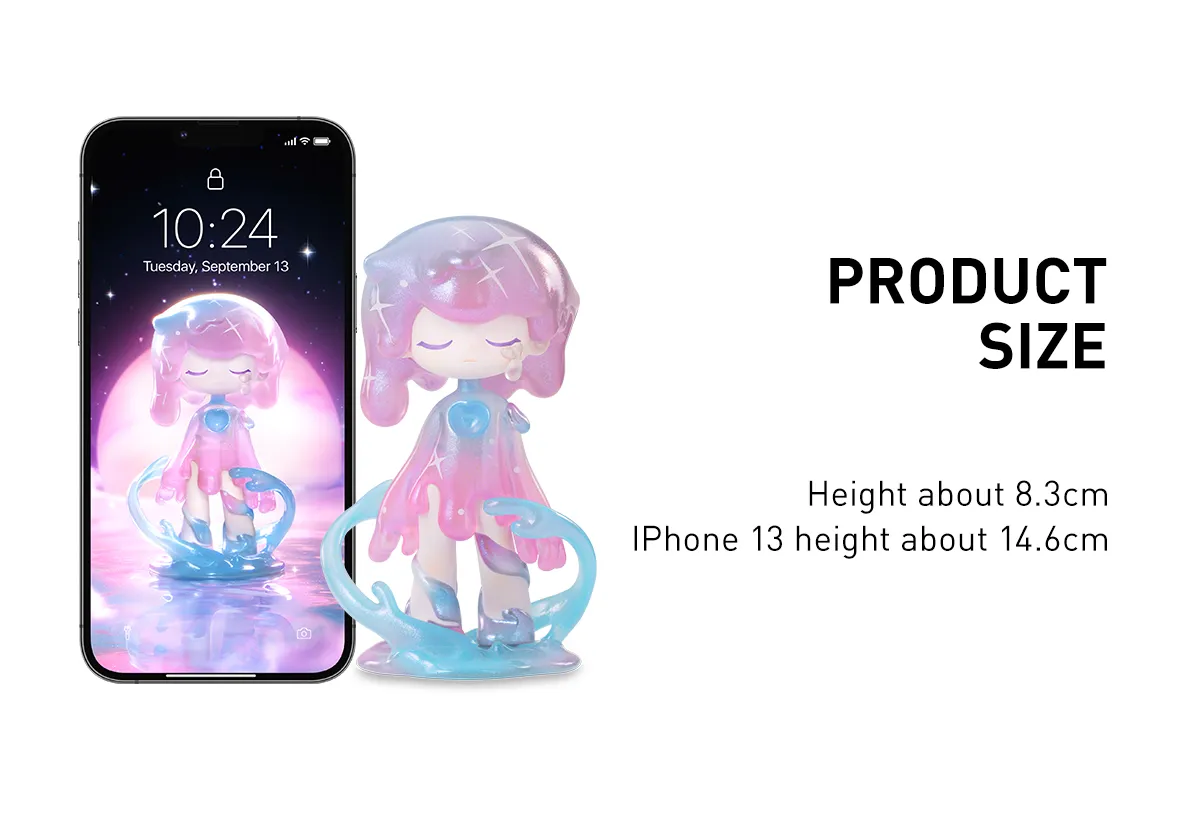 10:24
Tuesday, September 13
PRODUCT
SIZE
Height about 8.3cm
IPhone 13 height about 14.6cm